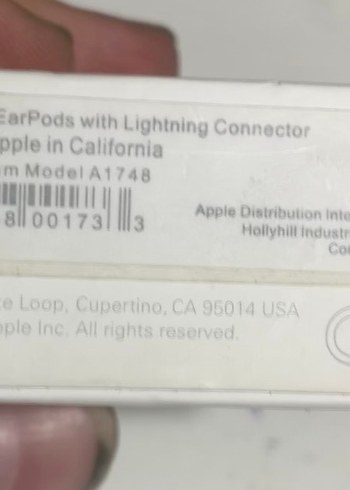 EarPods with Lightning Connector
pple in California
m Model A1748
8 00173 3
Apple Distribution Inte
Hollyhill Industr
Co
e Loop, Cupertino, CA 95014 USA
ple Inc. All rights reserved.